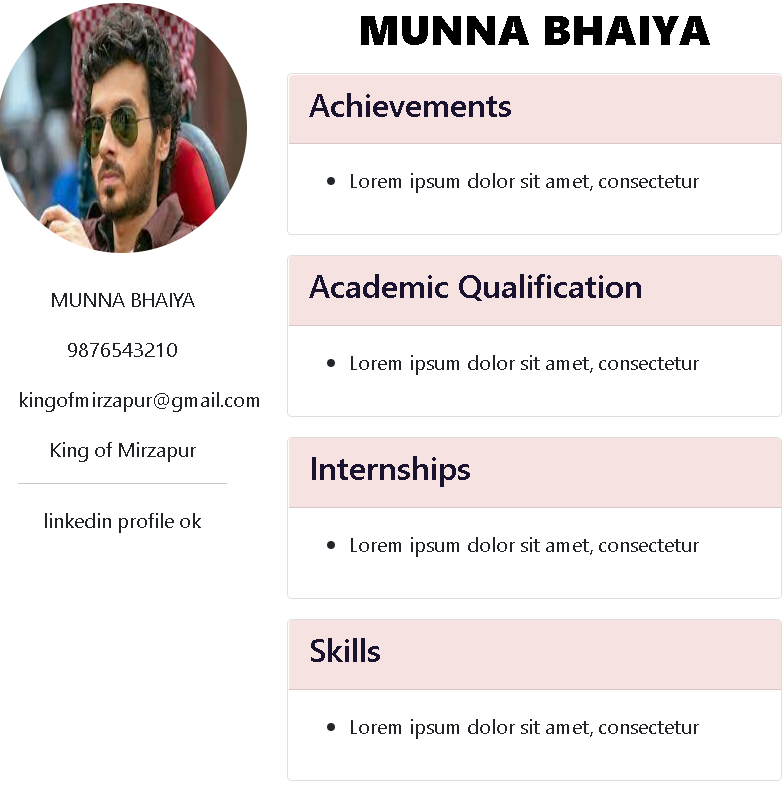 MUNNA BHAIYA
9876543210
kingofmirzapur@gmail.com
King of Mirzapur
linkedin profile ok
MUNNA BHAIYA
Achievements
• Lorem ipsum dolor sit amet, consectetur
Academic Qualification
• Lorem ipsum dolor sit amet, consectetur
Internships
• Lorem ipsum dolor sit amet, consectetur
Skills
• Lorem ipsum dolor sit amet, consectetur